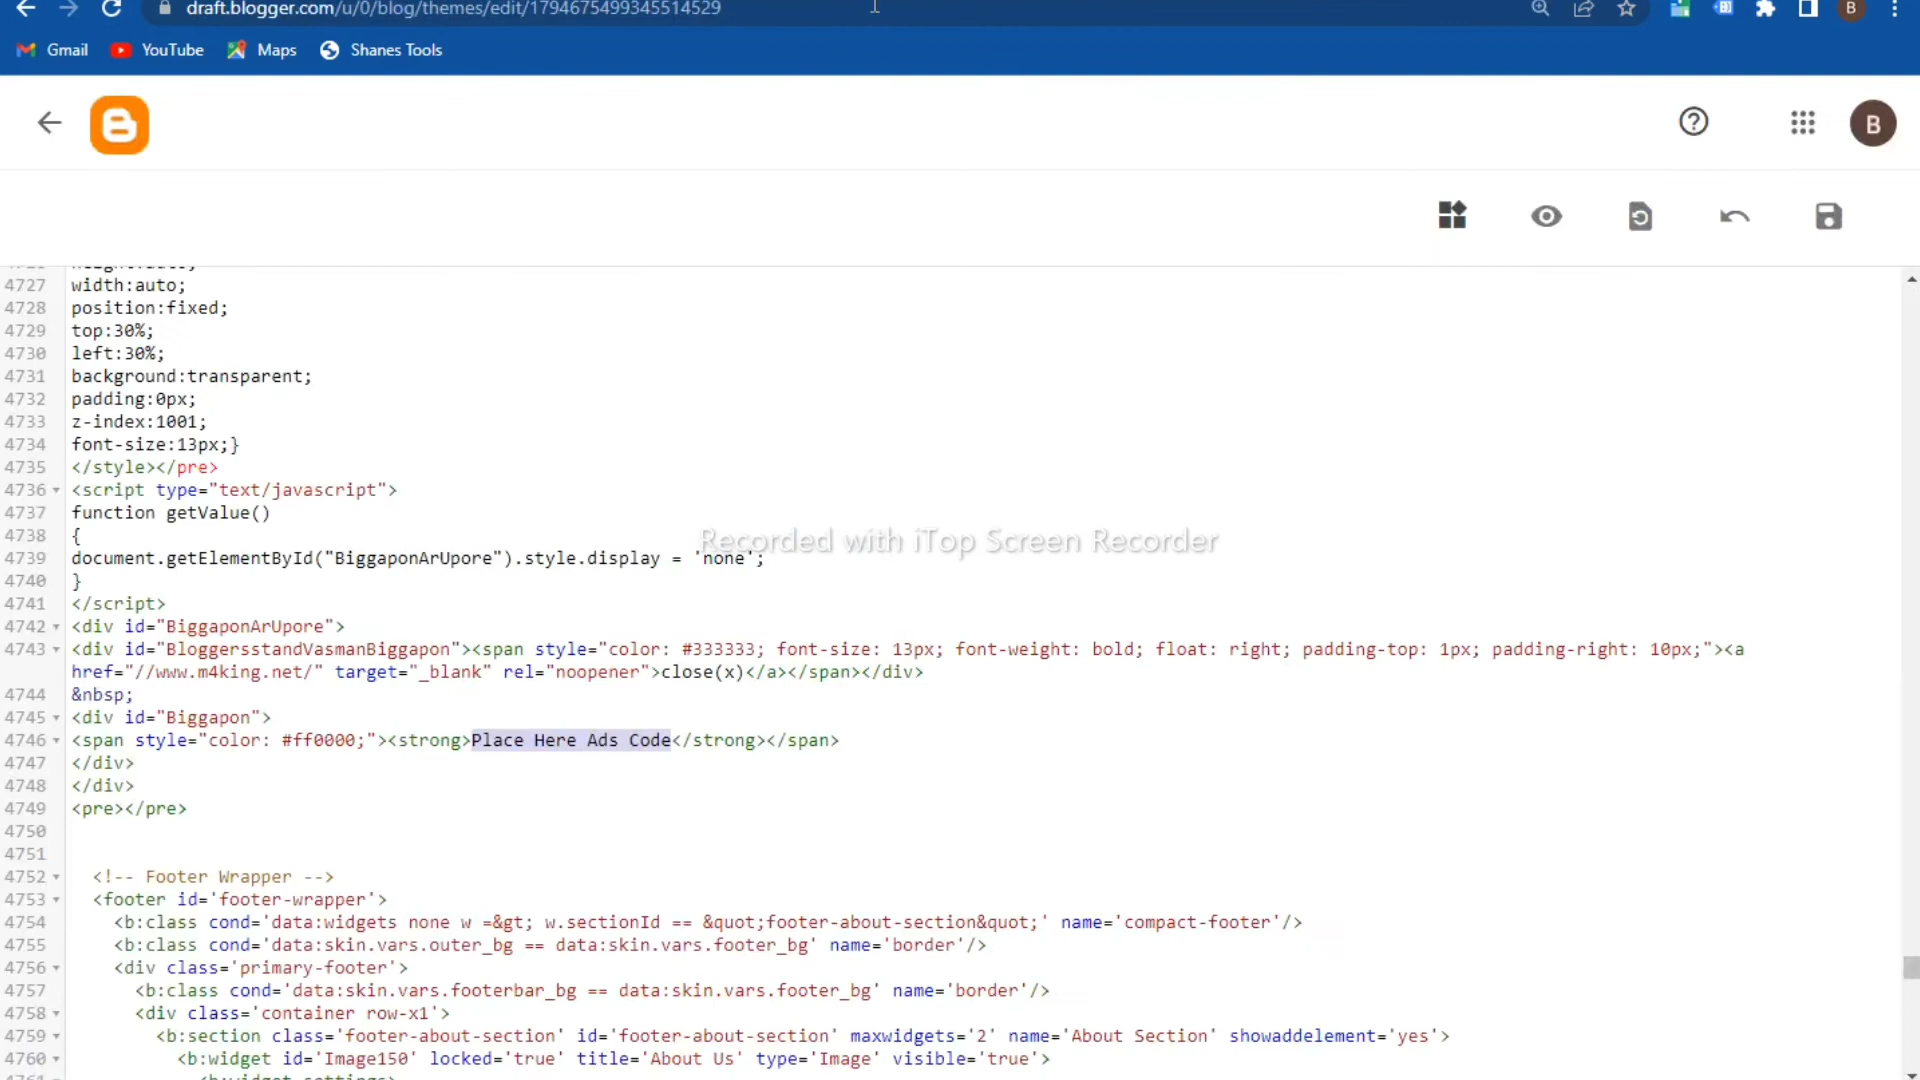 draft.blogger.com/u/0/blog/themes/edit/1794675499345514529
B
Gmail YouTube Maps Shanes Tools
B
4727 width:auto;
4728 position:fixed;
4729 top:30%;
4730 left:30%;
4731 background:transparent;
4732 padding:0px;
4733 z-index:1001;
4734 font-size:13px;}
4735 </style></pre>
4736 <script type="text/javascript">
4737 function getValue()
4738 {
Recorded with iTop Screen Recorder
4739 document.getElementById("BiggaponArUpore").style.display = 'none';
4740 }
4741 </script>
4742 <div id="BiggaponArUpore">
4743 <div id="BloggersstandVasmanBiggapon"><span style="color: #333333; font-size: 13px; font-weight: bold; float: right; padding-top: 1px; padding-right: 10px;"><a
href="//www.m4king.net/" target="_blank" rel="noopener">close(x)</a></span></div>
4744 &nbsp;
4745 <div id="Biggapon">
4746 <span style="color: #ff0000;"><strong>Place Here Ads Code</strong></span>
4747 </div>
4748 </div>
4749 <pre></pre>
4750
4751
4752 <!-- Footer Wrapper -->
4753 <footer id='footer-wrapper'>
4754 <b:class cond='data:widgets none w =&gt; w.sectionId == &quot;footer-about-section&quot;' name='compact-footer'/>
4755 <b:class cond='data:skin.vars.outer_bg == data:skin.vars.footer_bg' name='border'/>
4756 <div class='primary-footer'>
4757 <b:class cond='data:skin.vars.footerbar_bg == data:skin.vars.footer_bg' name='border'/>
4758 <div class='container row-x1'>
4759 <b:section class='footer-about-section' id='footer-about-section' maxwidgets='2' name='About Section' showaddelement='yes'>
4760 <b:widget id='Image150' locked='true' title='About Us' type='Image' visible='true'>